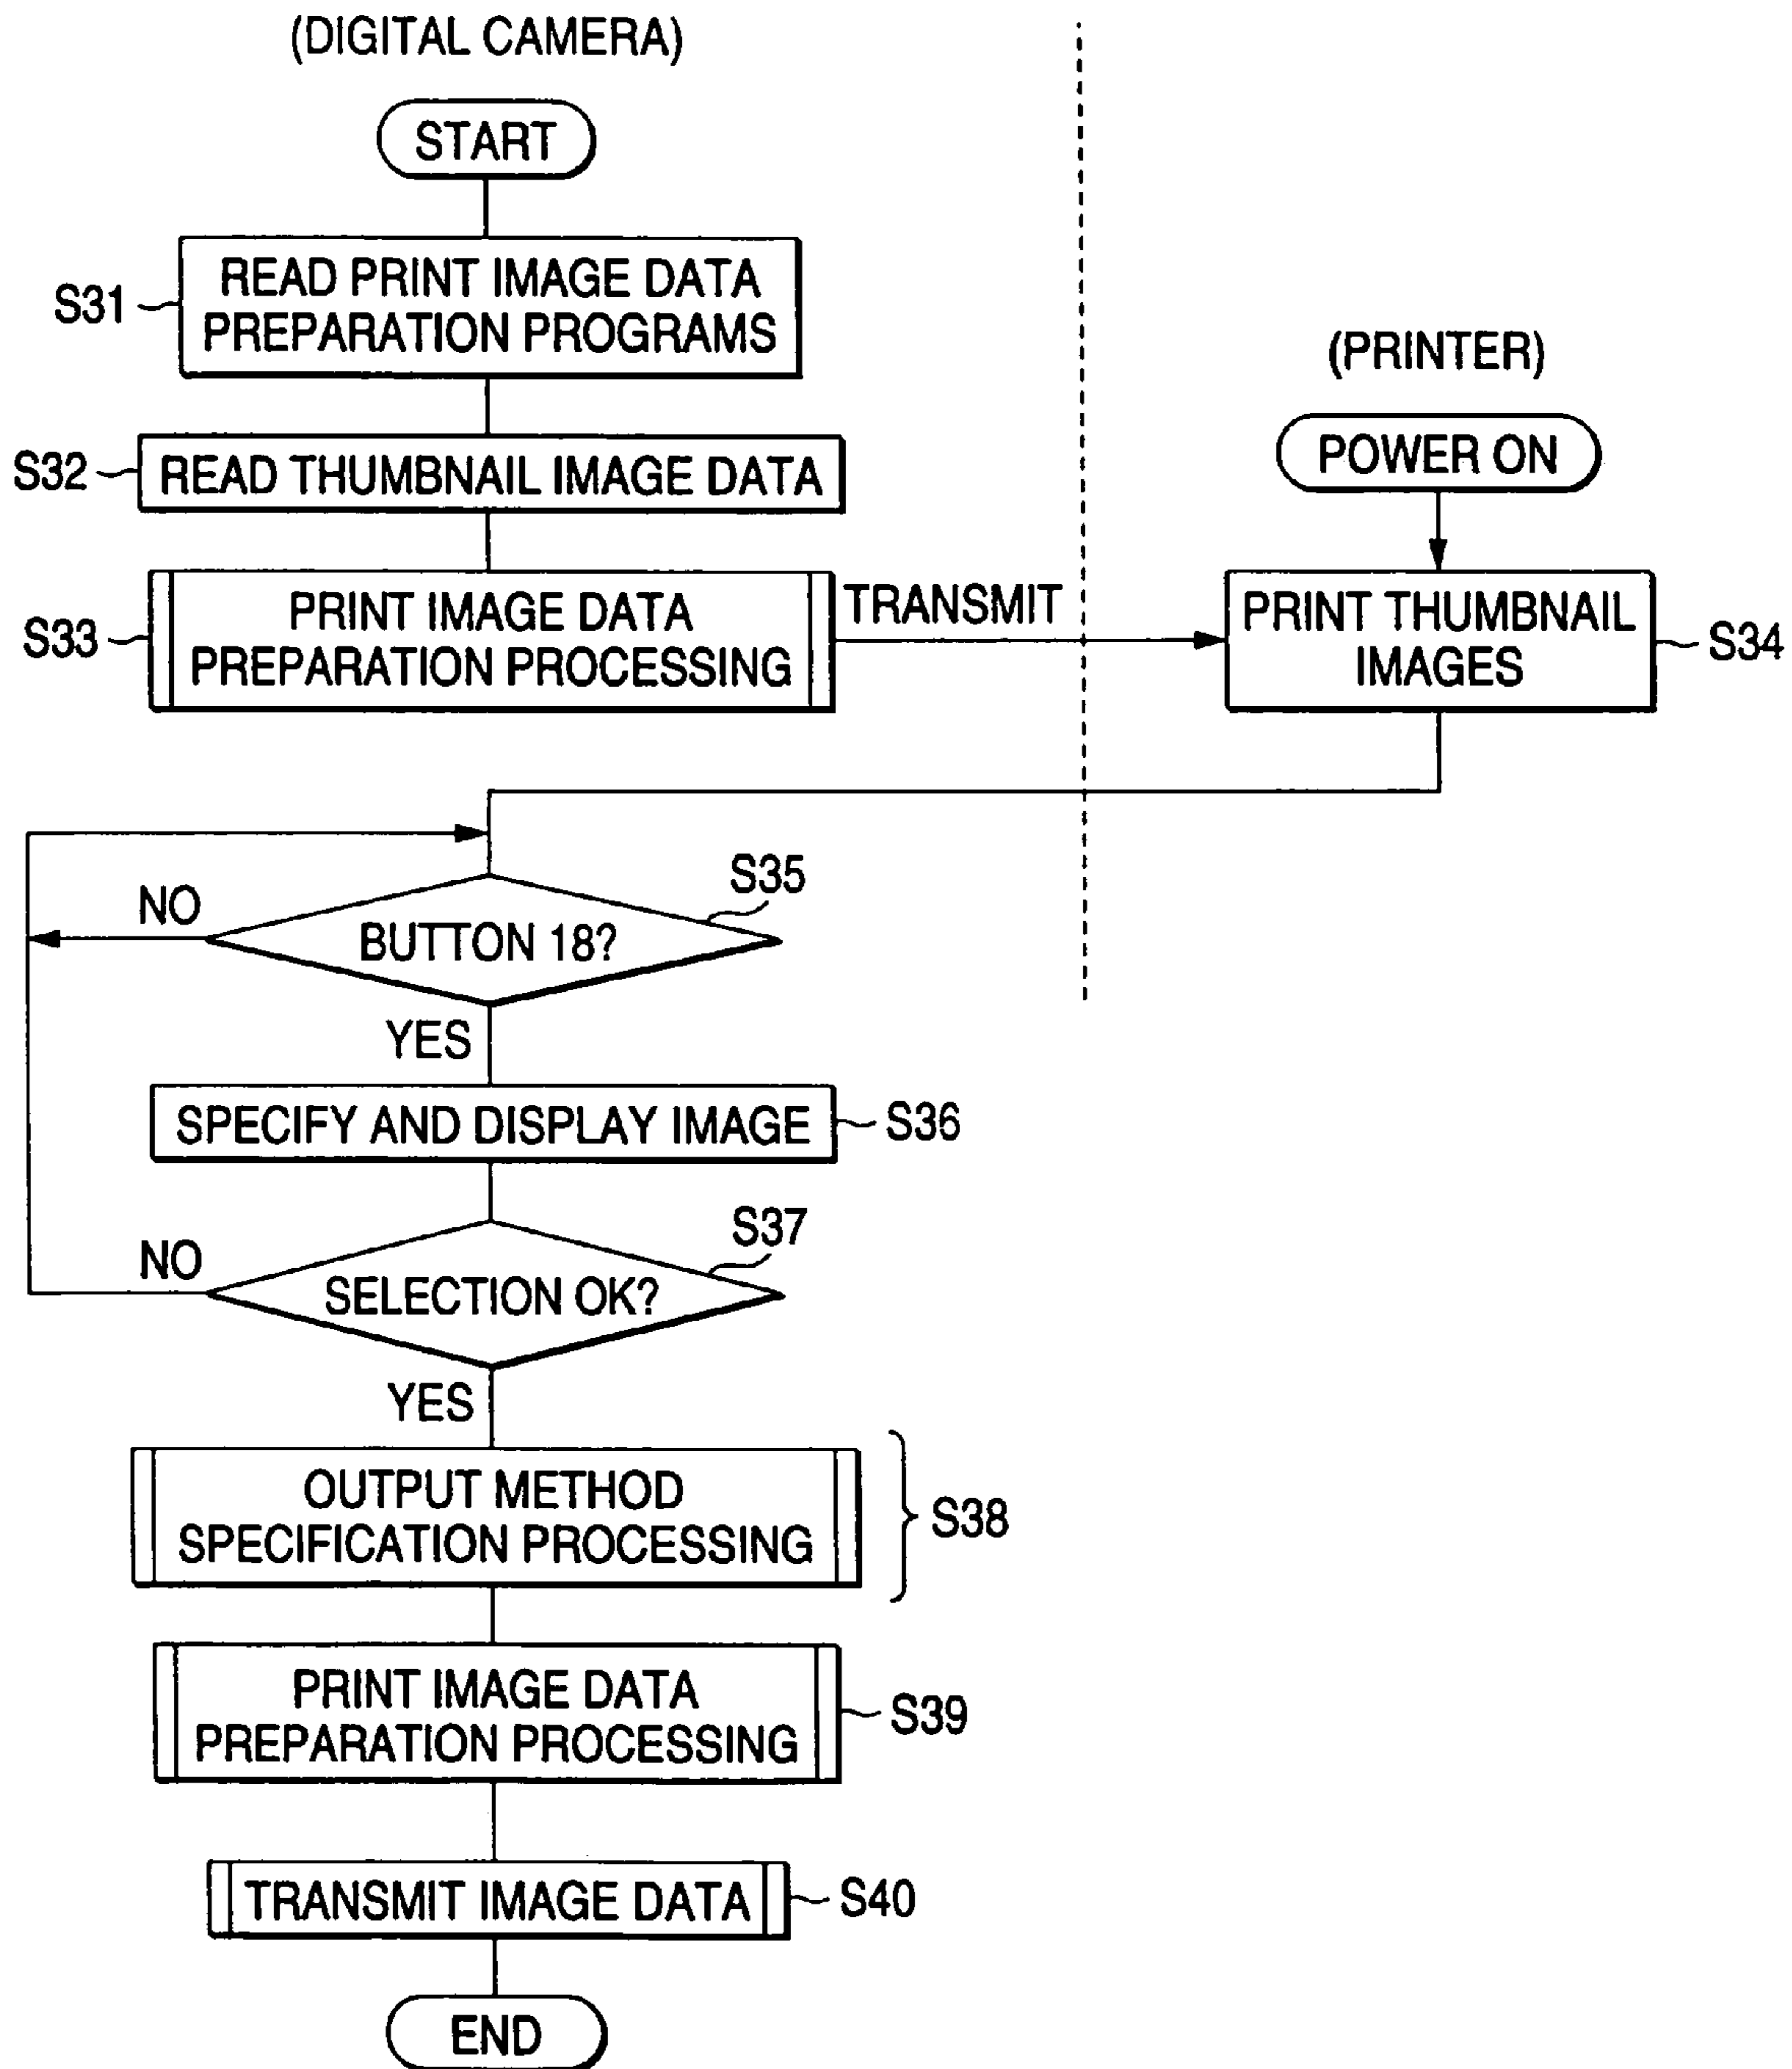 (DIGITAL CAMERA)
START
S31
READ PRINT IMAGE DATA
PREPARATION PROGRAMS
(PRINTER)
POWER ON
S32
READ THUMBNAIL IMAGE DATA
S33
PRINT IMAGE DATA
PREPARATION PROCESSING
TRANSMIT
PRINT THUMBNAIL
IMAGES
S34
S35
NO
BUTTON 18?
YES
SPECIFY AND DISPLAY IMAGE
S36
S37
NO
SELECTION OK?
YES
OUTPUT METHOD
SPECIFICATION PROCESSING
S38
PRINT IMAGE DATA
PREPARATION PROCESSING
S39
TRANSMIT IMAGE DATA
S40
END